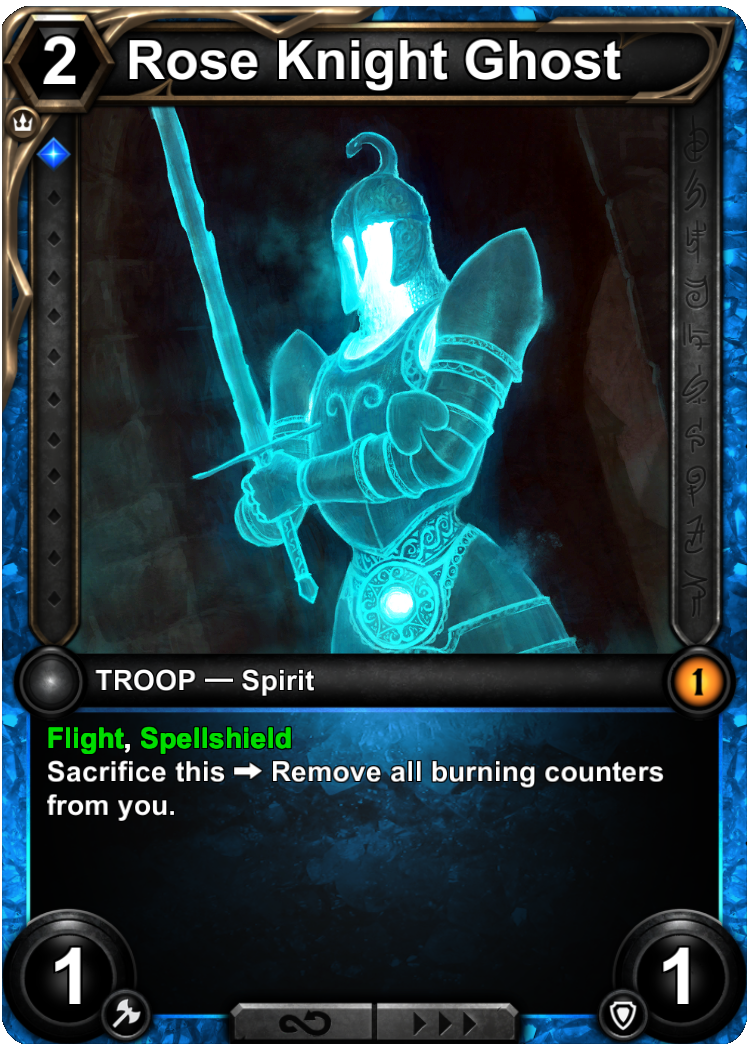 2
Rose Knight Ghost
TROOP — Spirit
1
Flight, Spellshield
Sacrifice this ➡ Remove all burning counters
from you.
1
1